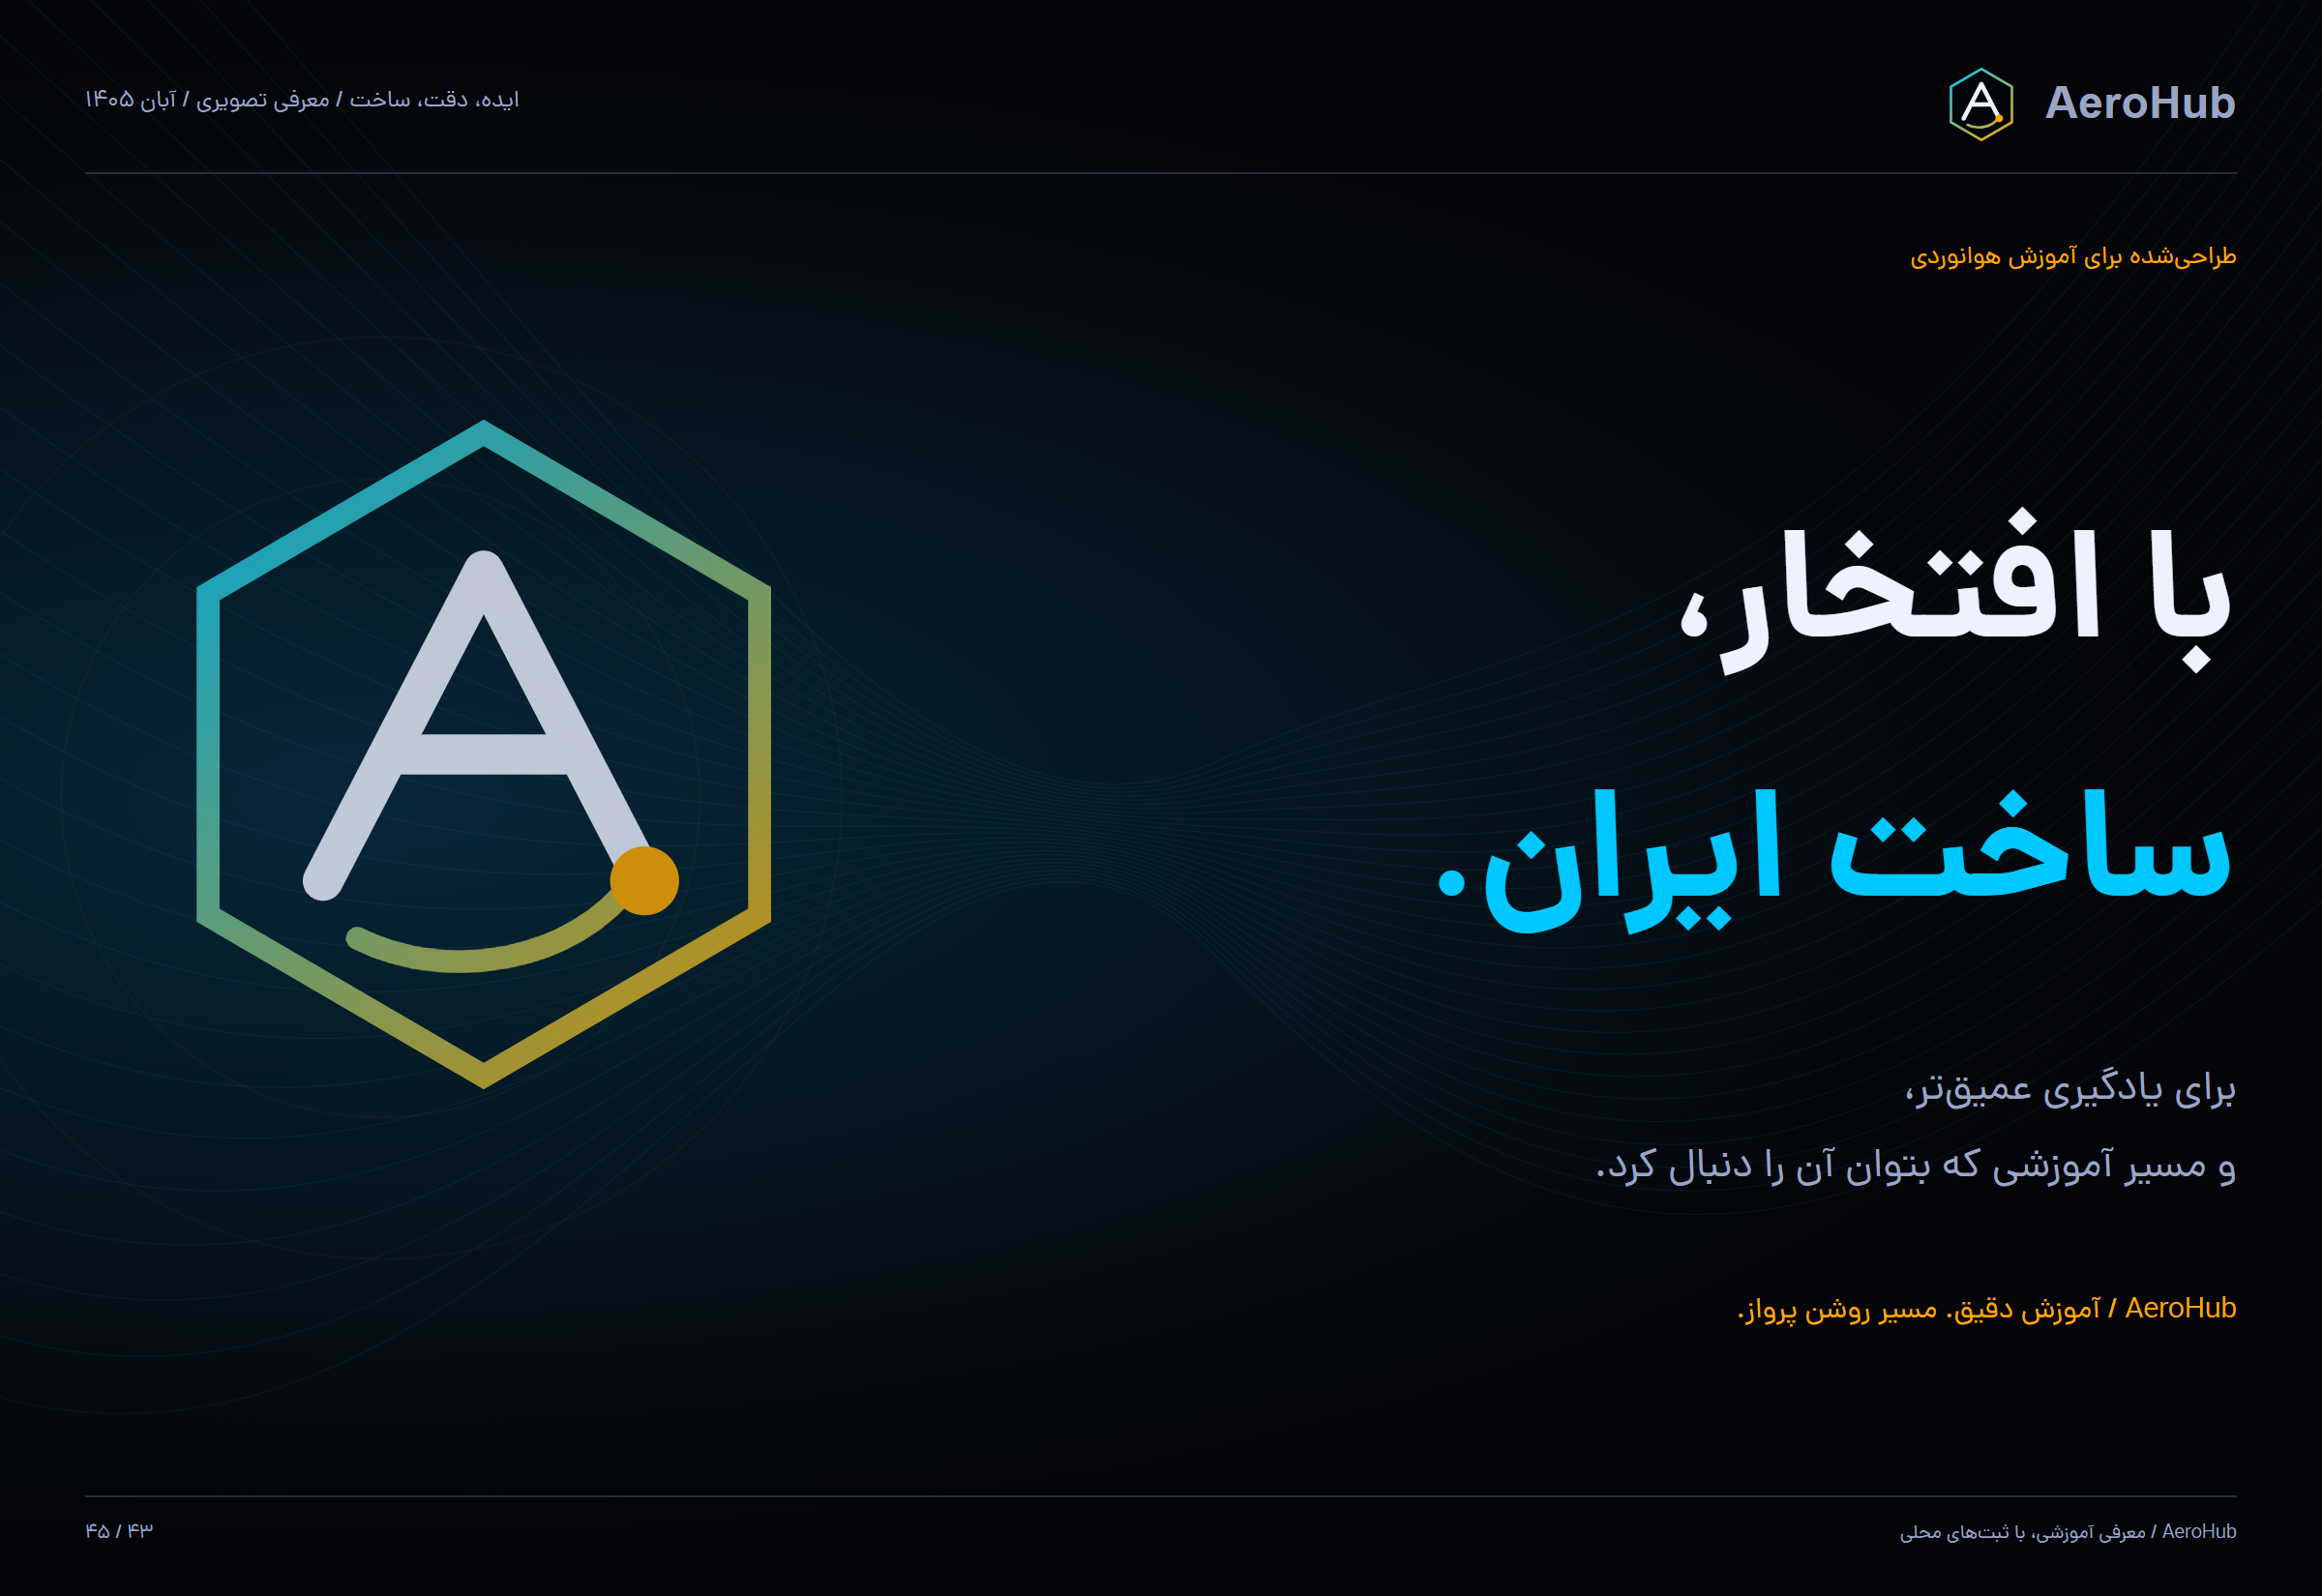 AeroHub
ایده، دقت، ساخت / معرفی تصویری / آبان ۱۴۰۵
طراحی‌شده برای آموزش هوانوردی
با افتخار،
ساخت ایران.
برای یادگیری عمیق‌تر،
و مسیر آموزشی که بتوان آن را دنبال کرد.
AeroHub / آموزش دقیق. مسیر روشن پرواز.
AeroHub / معرفی آموزشی، با ثبت‌های محلی
۴۳ / ۴۵